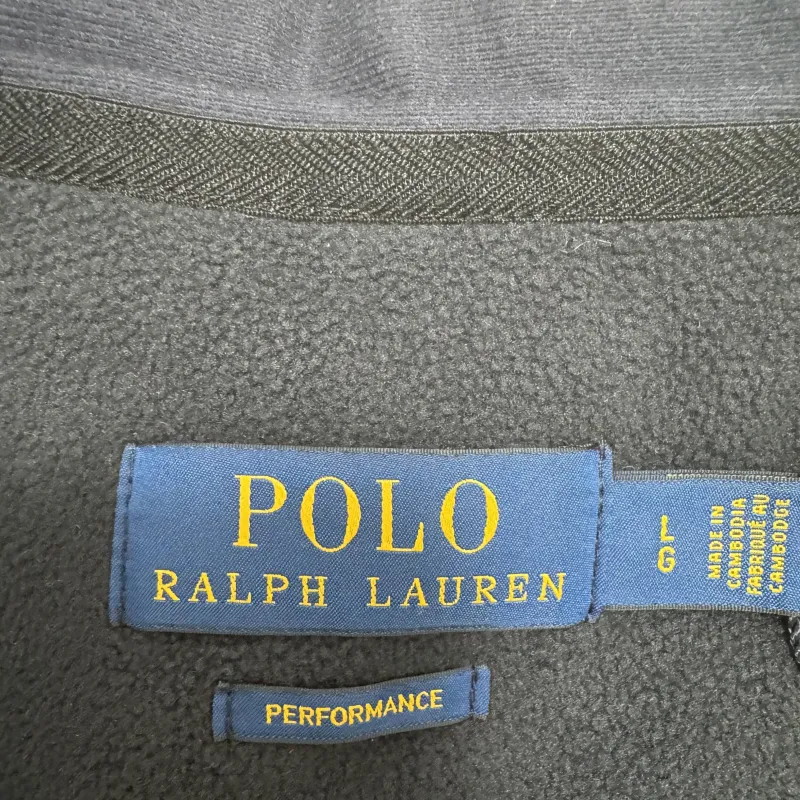 POLO
RALPH LAUREN
L
G
MADE IN
CAMBODIA
FABRIQUÉ AU
CAMBODGE
PERFORMANCE